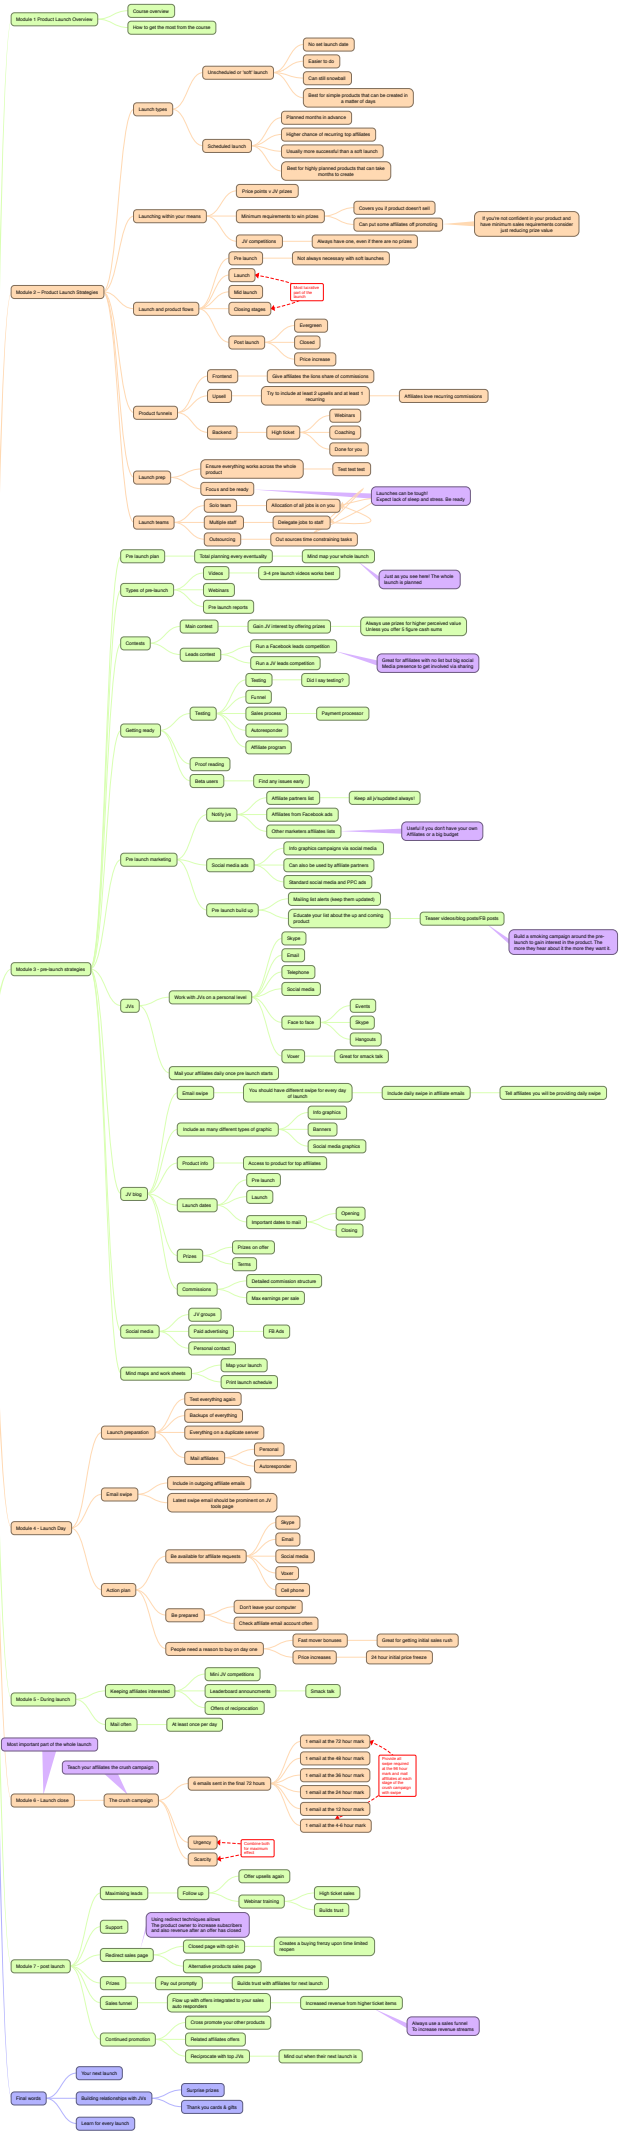 Module 1 Product Launch Overview
Course overview
How to get the most from the course
Module 2 – Product Launch Strategies
Launch types
Unscheduled or 'soft' launch
No set launch date
Easier to do
Can still snowball
Best for simple products that can be created in
a matter of days
Scheduled launch
Planned months in advance
Higher chance of recurring top affiliates
Usually more successful than a soft launch
Best for highly planned products that can take
months to create
Launching within your means
Price points v JV prizes
Minimum requirements to win prizes
Covers you if product doesn't sell
Can put some affiliates off promoting
If you're not confident in your product and
have minimum sales requirements consider
just reducing prize value
JV competitions
Always have one, even if there are no prizes
Launch and product flows
Pre launch
Not always necessary with soft launches
Launch
Mid launch
Closing stages
Most lucrative
part of the
launch
Post launch
Evergreen
Closed
Price increase
Product funnels
Frontend
Give affiliates the lions share of commissions
Upsell
Try to include at least 2 upsells and at least 1
recurring
Affiliates love recurring commissions
Backend
High ticket
Webinars
Coaching
Done for you
Launch prep
Ensure everything works across the whole
product
Test test test
Focus and be ready
Launches can be tough!
Expect lack of sleep and stress. Be ready
Launch teams
Solo team
Allocation of all jobs is on you
Multiple staff
Delegate jobs to staff
Outsourcing
Out sources time constraining tasks
Module 3 - pre-launch strategies
Pre launch plan
Total planning every eventuality
Mind map your whole launch
Just as you see here! The whole
launch is planned
Types of pre-launch
Videos
3-4 pre launch videos works best
Webinars
Pre launch reports
Contests
Main contest
Gain JV interest by offering prizes
Always use prizes for higher perceived value
Unless you offer 5 figure cash sums
Leads contest
Run a Facebook leads competition
Run a JV leads competition
Great for affiliates with no list but big social
Media presence to get involved via sharing
Getting ready
Testing
Testing
Did I say testing?
Funnel
Sales process
Payment processor
Autoresponder
Affiliate program
Proof reading
Beta users
Find any issues early
Pre launch marketing
Notify jvs
Affiliate partners list
Keep all jv'supdated always!
Affiliates from Facebook ads
Other marketers affiliates lists
Useful if you don't have your own
Affiliates or a big budget
Social media ads
Info graphics campaigns via social media
Can also be used by affiliate partners
Standard social media and PPC ads
Pre launch build up
Mailing list alerts (keep them updated)
Educate your list about the up and coming
product
Teaser videos/blog posts/FB posts
Build a smoking campaign around the pre-
launch to gain interest in the product. The
more they hear about it the more they want it.
JVs
Work with JVs on a personal level
Skype
Email
Telephone
Social media
Face to face
Events
Skype
Hangouts
Voxer
Great for smack talk
Mail your affiliates daily once pre launch starts
JV blog
Email swipe
You should have different swipe for every day
of launch
Include daily swipe in affiliate emails
Tell affiliates you will be providing daily swipe
Include as many different types of graphic
Info graphics
Banners
Social media graphics
Product info
Access to product for top affiliates
Launch dates
Pre launch
Launch
Important dates to mail
Opening
Closing
Prizes
Prizes on offer
Terms
Commissions
Detailed commission structure
Max earnings per sale
Social media
JV groups
Paid advertising
FB Ads
Personal contact
Mind maps and work sheets
Map your launch
Print launch schedule
Module 4 - Launch Day
Launch preparation
Test everything again
Backups of everything
Everything on a duplicate server
Mail affiliates
Personal
Autoresponder
Email swipe
Include in outgoing affiliate emails
Latest swipe email should be prominent on JV
tools page
Action plan
Be available for affiliate requests
Skype
Email
Social media
Voxer
Cell phone
Be prepared
Don't leave your computer
Check affiliate email account often
People need a reason to buy on day one
Fast mover bonuses
Great for getting initial sales rush
Price increases
24 hour initial price freeze
Module 5 - During launch
Keeping affiliates interested
Mini JV competitions
Leaderboard announcments
Smack talk
Offers of reciprocation
Mail often
At least once per day
Most important part of the whole launch
Teach your affiliates the crush campaign
Module 6 - Launch close
The crush campaign
6 emails sent in the final 72 hours
1 email at the 72 hour mark
1 email at the 48 hour mark
1 email at the 36 hour mark
1 email at the 24 hour mark
1 email at the 12 hour mark
1 email at the 4-6 hour mark
Provide all
swipe required
at the 96 hour
mark and mail
affiliates at each
stage of the
crush campaign
with swipe
Urgency
Scarcity
Combine both
for maximum
effect
Module 7 - post launch
Maximising leads
Follow up
Offer upsells again
Webinar training
High ticket sales
Builds trust
Support
Using redirect techniques allows
The product owner to increase subscribers
and also revenue after an offer has closed
Redirect sales page
Closed page with opt-in
Creates a buying frenzy upon time limited
reopen
Alternative products sales page
Prizes
Pay out promptly
Builds trust with affiliates for next launch
Sales funnel
Flow up with offers integrated to your sales
auto responders
Increased revenue from higher ticket items
Always use a sales funnel
To increase revenue streams
Continued promotion
Cross promote your other products
Related affiliates offers
Reciprocate with top JVs
Mind out when their next launch is
Final words
Your next launch
Building relationships with JVs
Surprise prizes
Thank you cards & gifts
Learn for every launch